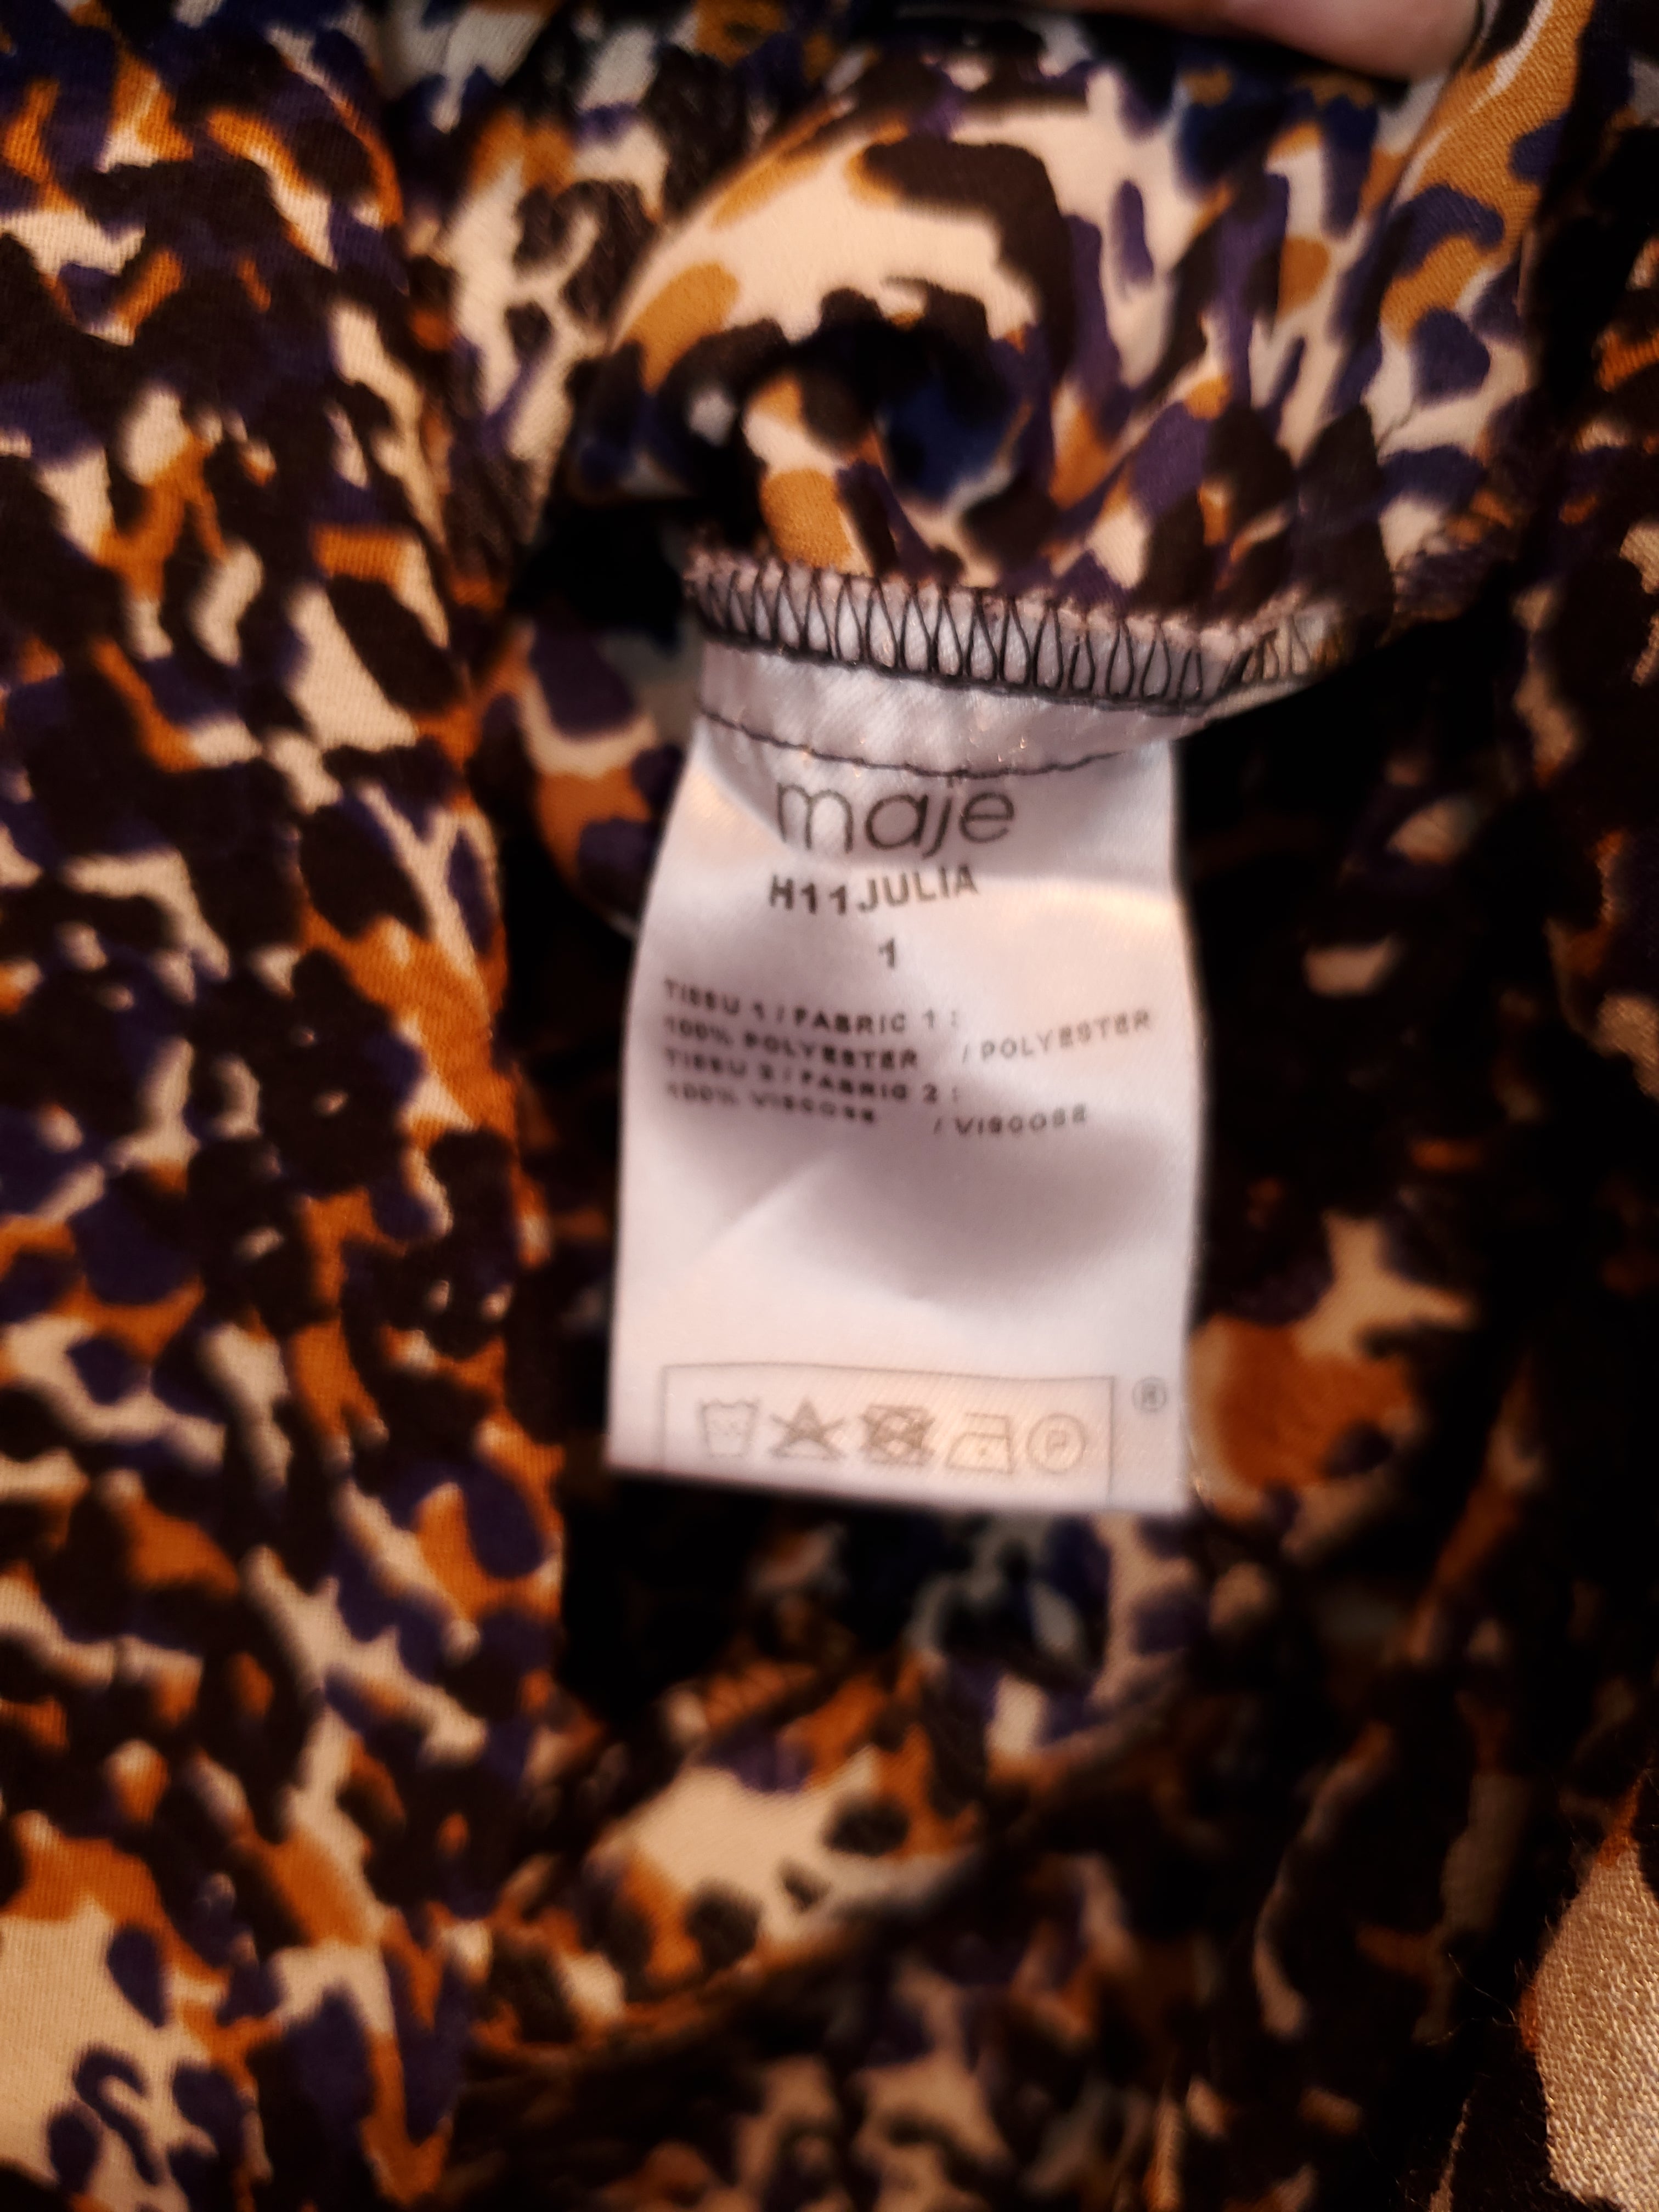 maje
H11JULIA
1
TISSU 1 / FABRIC 1 :
100% POLYESTER / POLYESTER
TISSU 2 / FABRIC 2 :
100% VISCOSE / VISCOSE
®